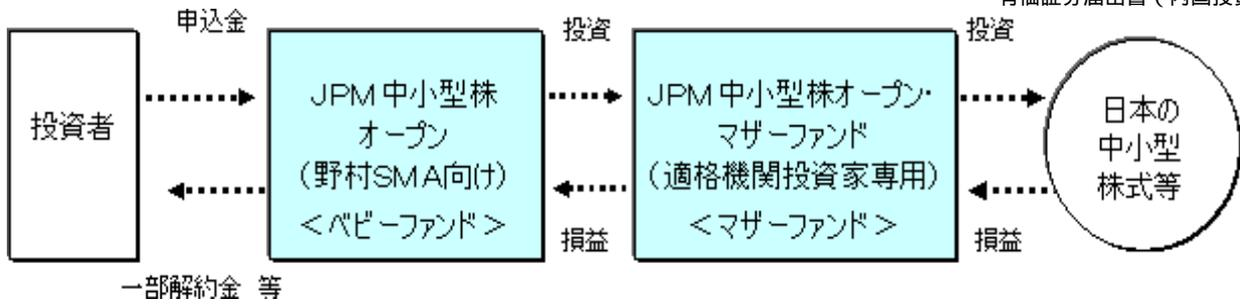 申込金
投資
投資
投資者
JPM中小型株
オープン
(野村SMA向け)
<ベビーファンド>
JPM中小型株オープン・
マザーファンド
(適格機関投資家専用)
<マザーファンド>
日本の
中小型
株式等
損益
損益
一部解約金 等